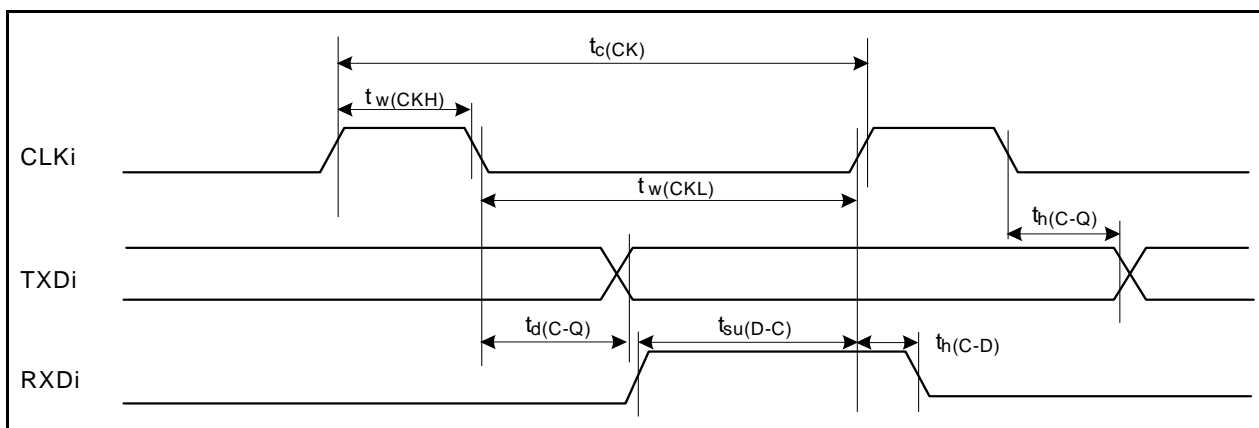 tc(CK)
tw(CKH)
CLKi
tw(CKL)
th(C-Q)
TXDi
td(C-Q)
tsu(D-C)
th(C-D)
RXDi